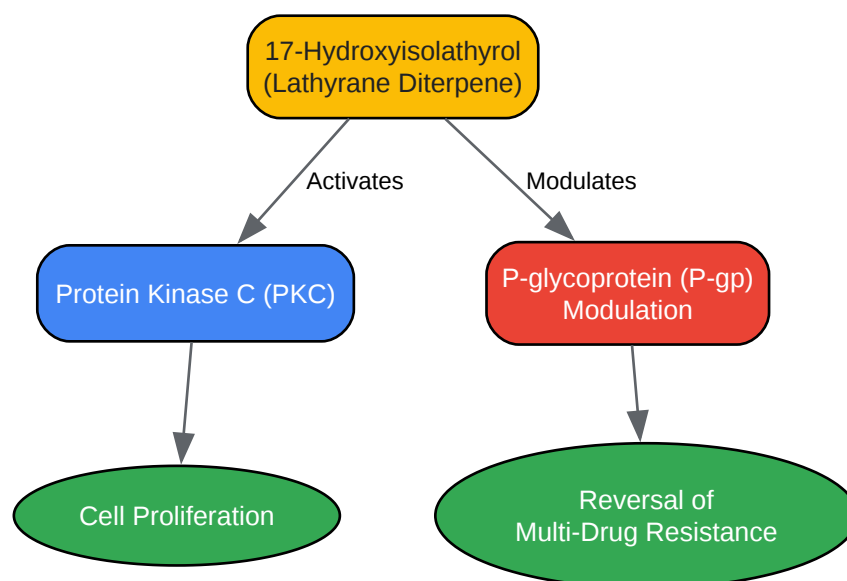 17-Hydroxyisolathyrol
(Lathyrane Diterpene)
Activates
Modulates
Protein Kinase C (PKC)
P-glycoprotein (P-gp)
Modulation
Cell Proliferation
Reversal of
Multi-Drug Resistance